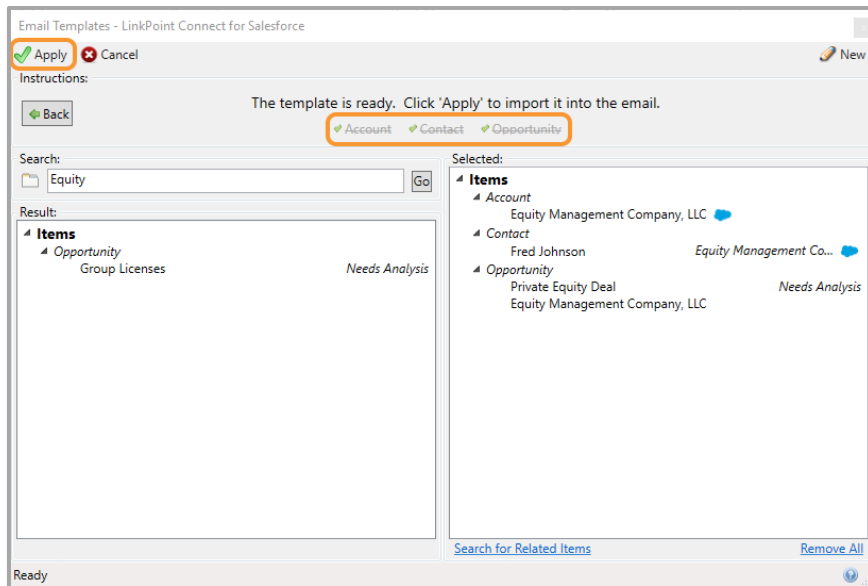 Email Templates - LinkPoint Connect for Salesforce
Apply Cancel New
Instructions:
Back
The template is ready. Click 'Apply' to import it into the email.
Account Contact Opportunity
Search:
Equity Go
Result:
Items
Opportunity
Group Licenses Needs Analysis
Selected:
Items
Account
Equity Management Company, LLC
Contact
Fred Johnson Equity Management Co...
Opportunity
Private Equity Deal Needs Analysis
Equity Management Company, LLC
Search for Related Items Remove All
Ready